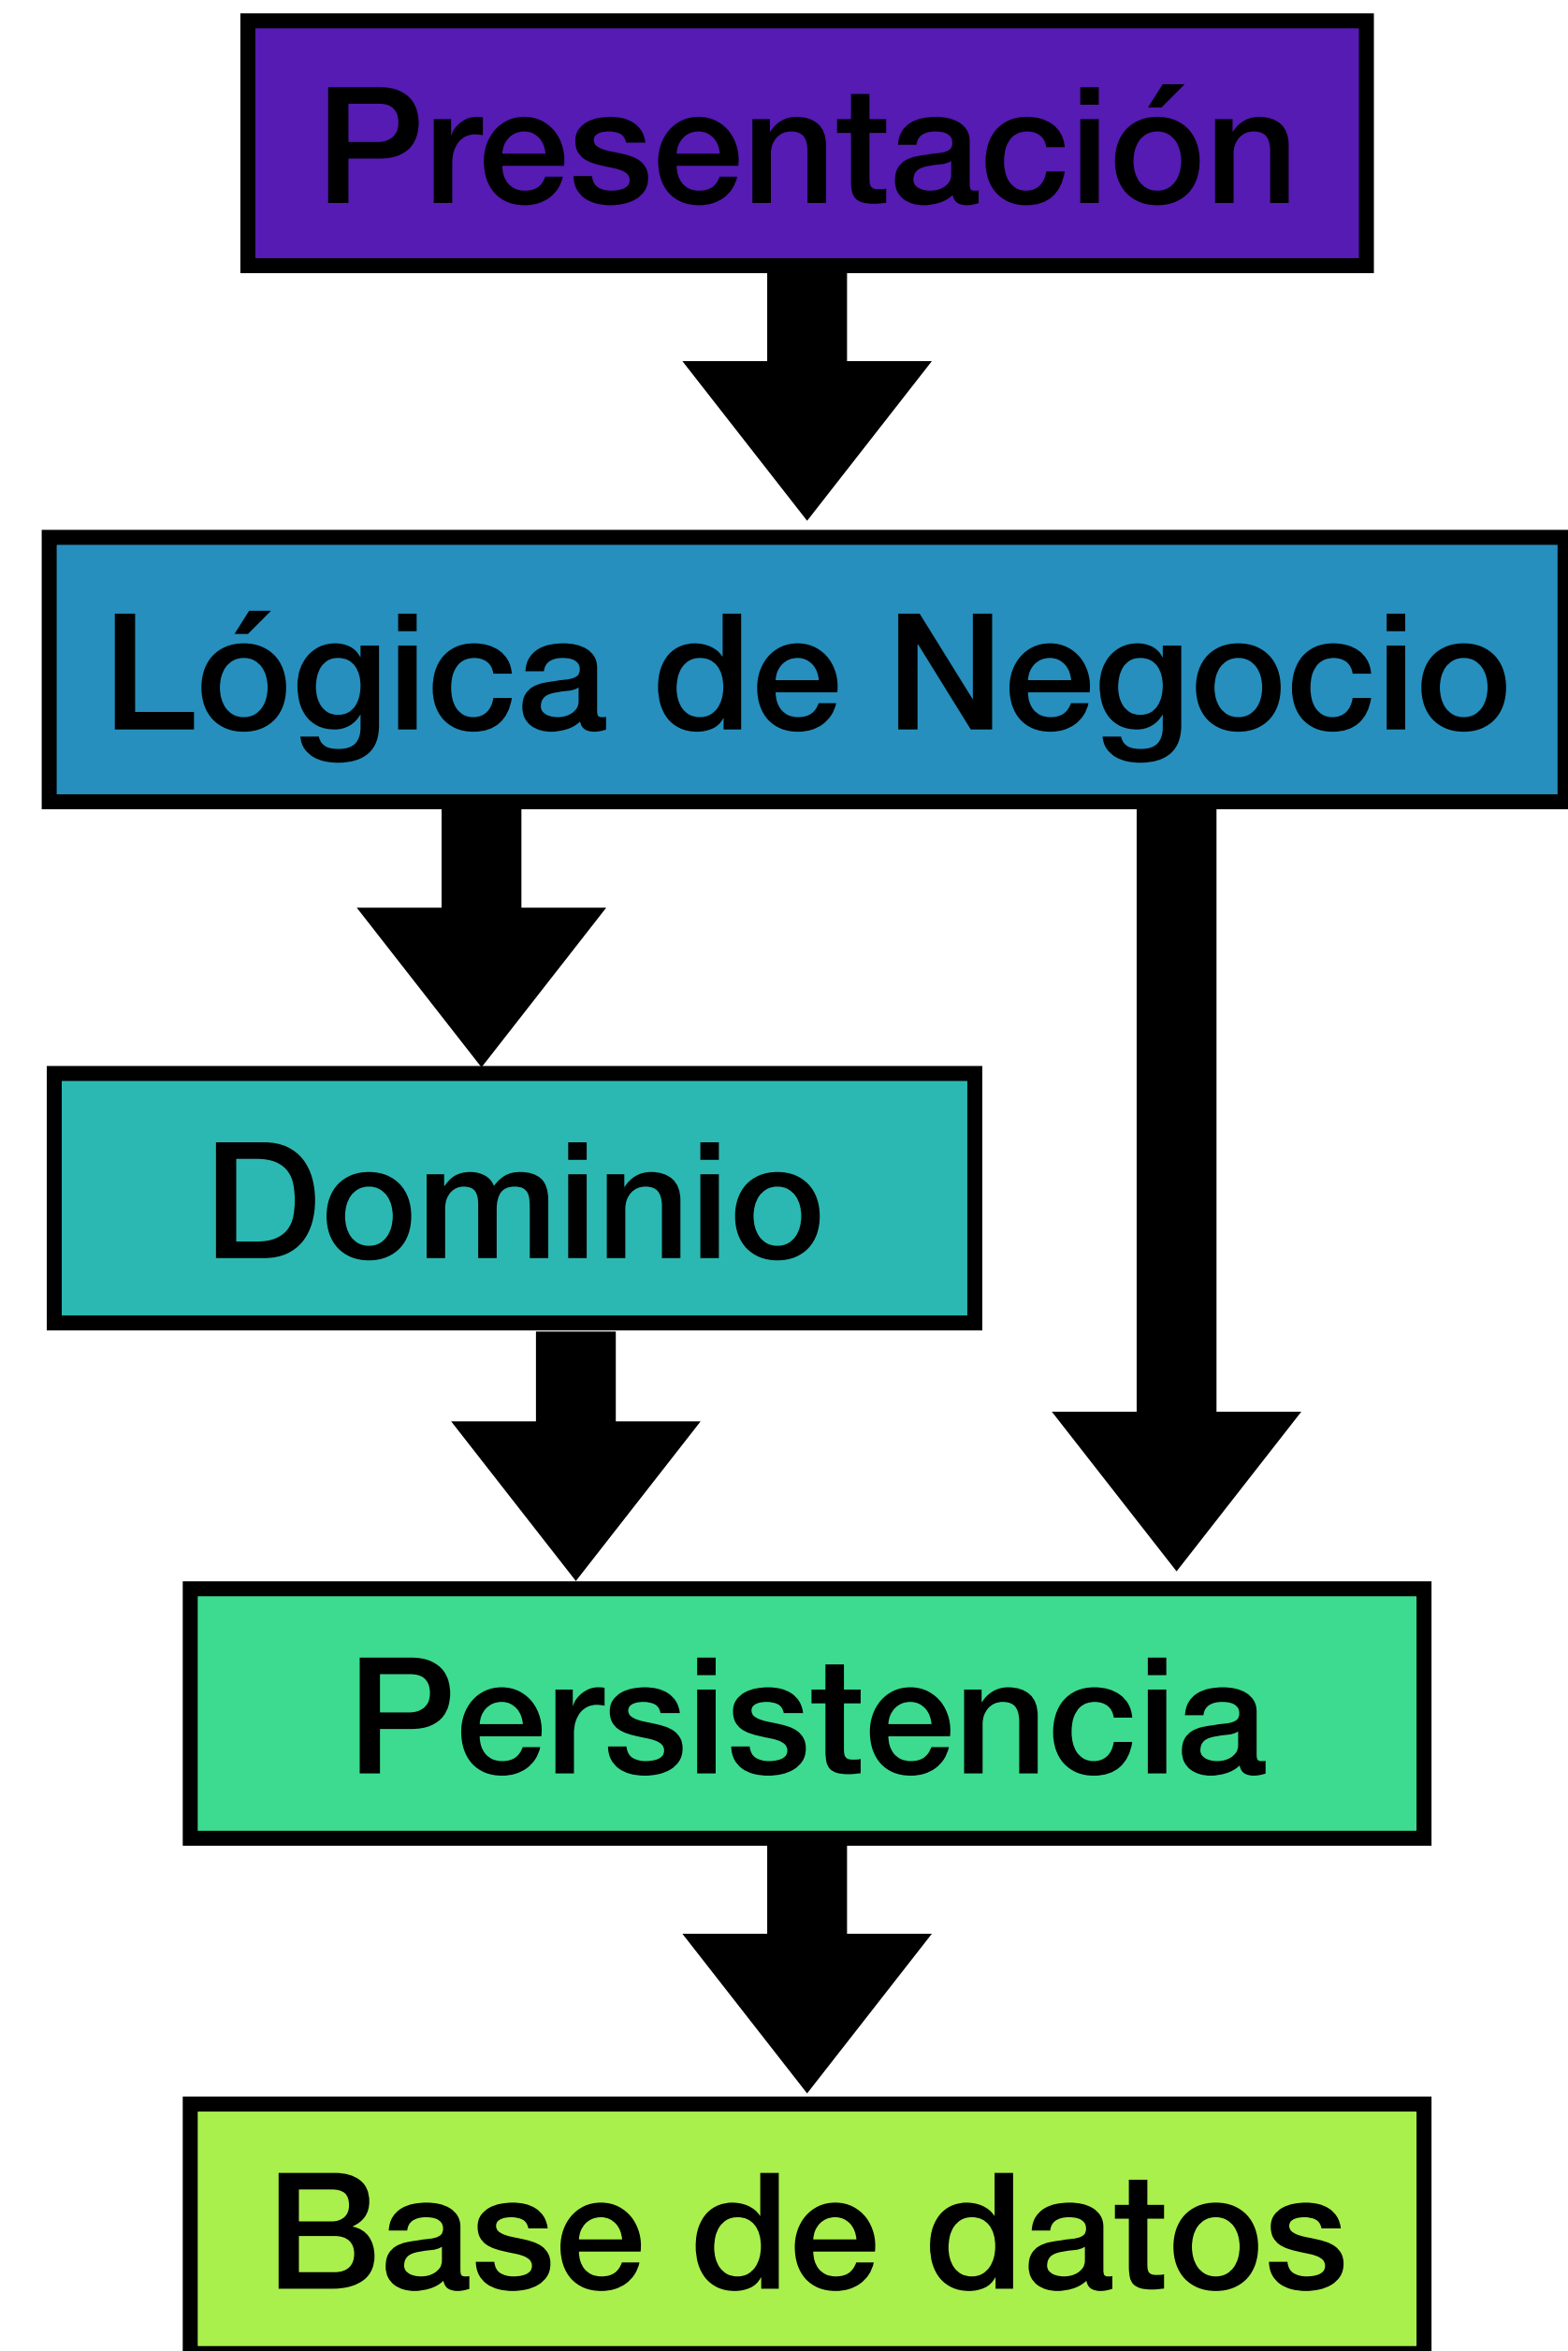 Presentación
Lógica de Negocio
Dominio
Persistencia
Base de datos